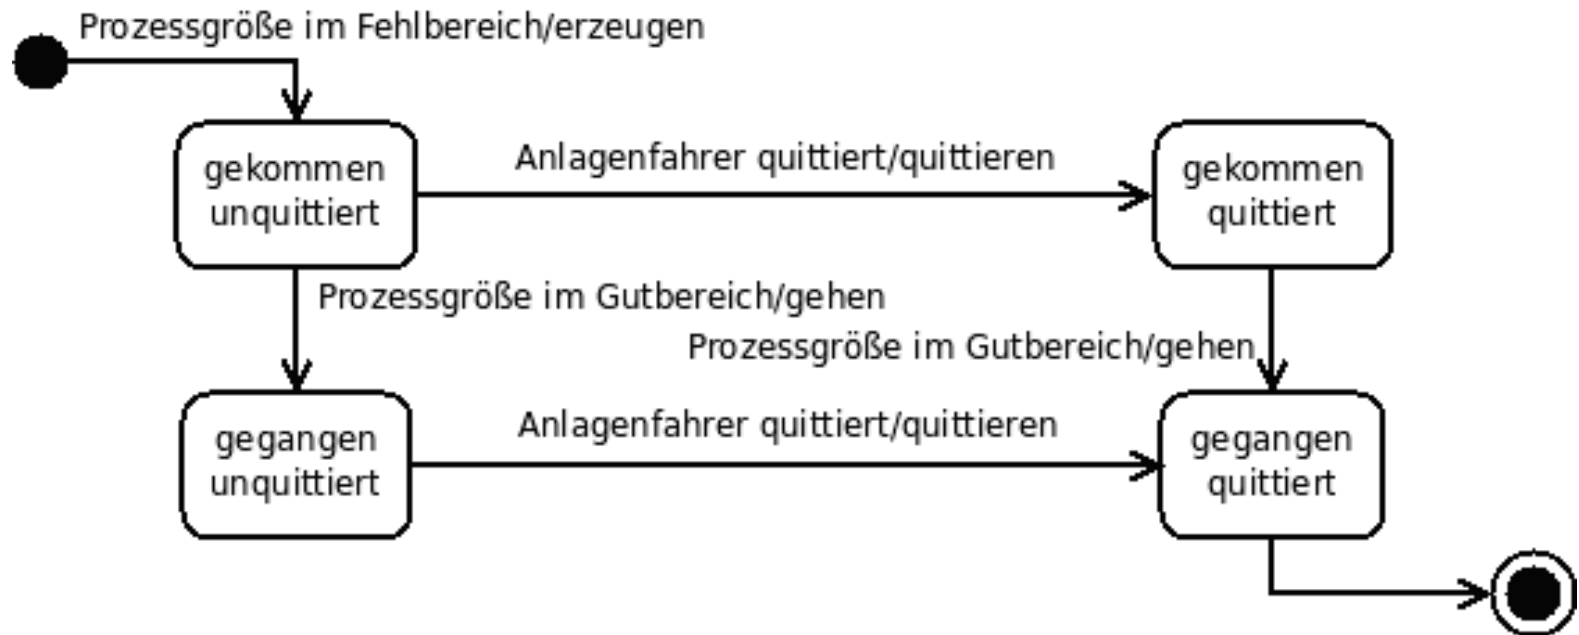 Prozessgröße im Fehlbereich/erzeugen
gekommen
unquittiert
Anlagenfahrer quittiert/quittieren
gekommen
quittiert
Prozessgröße im Gutbereich/gehen
Prozessgröße im Gutbereich/gehen
gegangen
unquittiert
Anlagenfahrer quittiert/quittieren
gegangen
quittiert